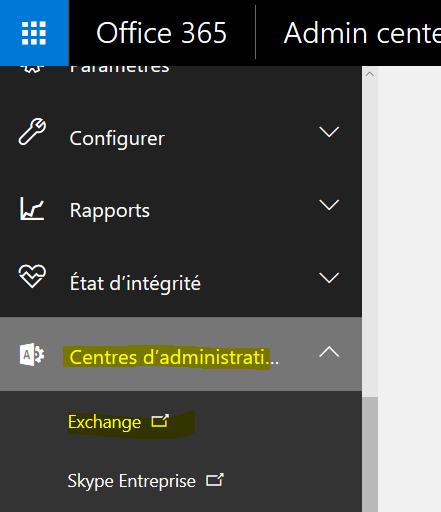 Office 365 Admin cente
Paramètres
Configurer
Rapports
État d'intégrité
Centres d'administrati...
Exchange
Skype Entreprise